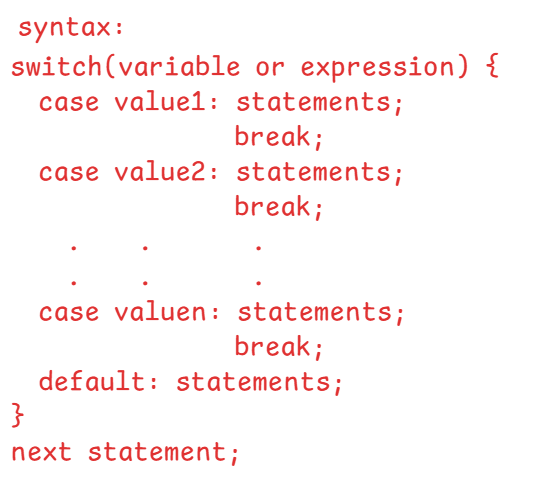 syntax:
switch(variable or expression) {
case value1: statements;
break;
case value2: statements;
break;
. . .
. . .
case valuen: statements;
break;
default: statements;
}
next statement;